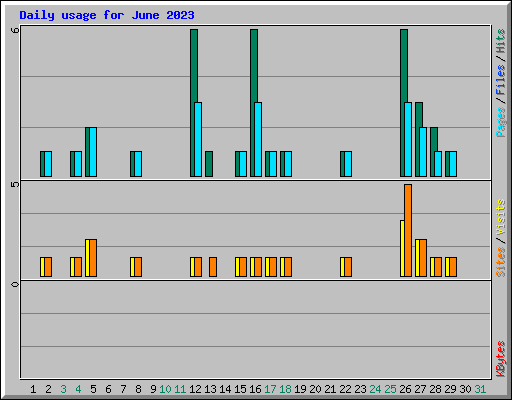 Daily usage for June 2023
6
5
0
Pages / Files / Hits
Sites / Visits
KBytes
1 2 3 4 5 6 7 8 9 10 11 12 13 14 15 16 17 18 19 20 21 22 23 24 25 26 27 28 29 30 31